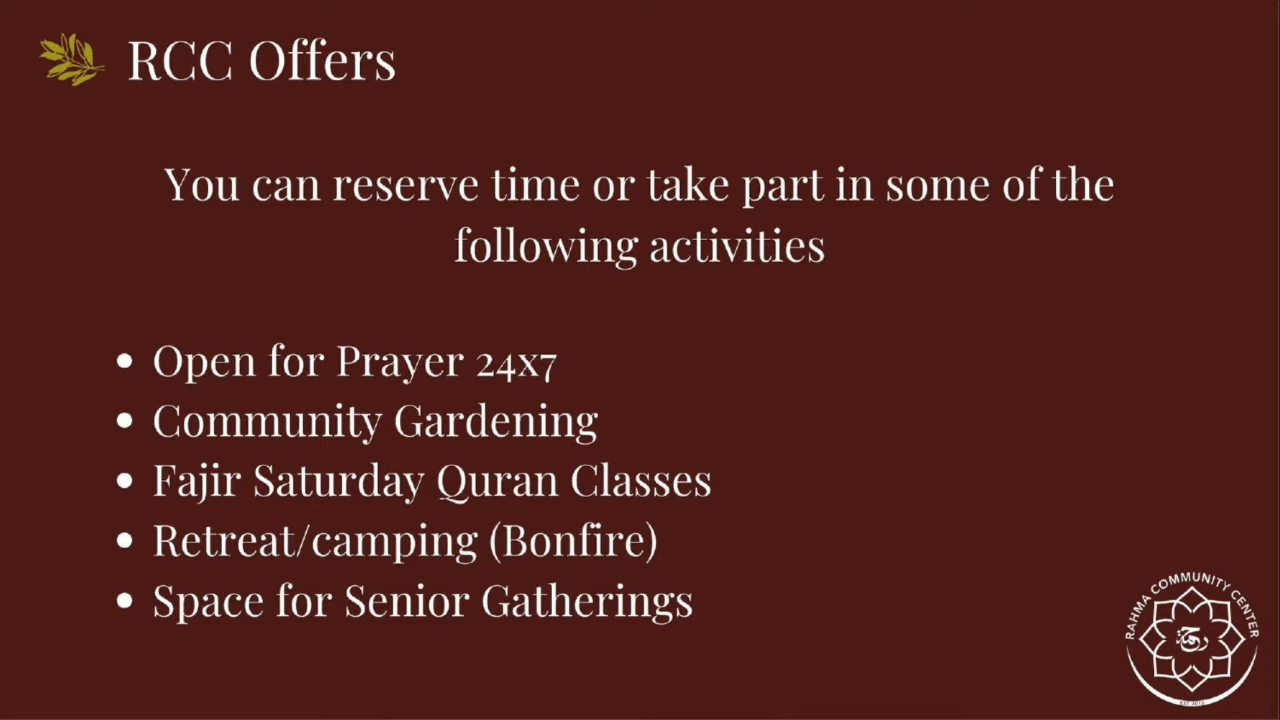 RCC Offers
You can reserve time or take part in some of the
following activities
• Open for Prayer 24x7
• Community Gardening
• Fajir Saturday Quran Classes
• Retreat/camping (Bonfire)
• Space for Senior Gatherings
RAHMA COMMUNITY CENTER
رحمة